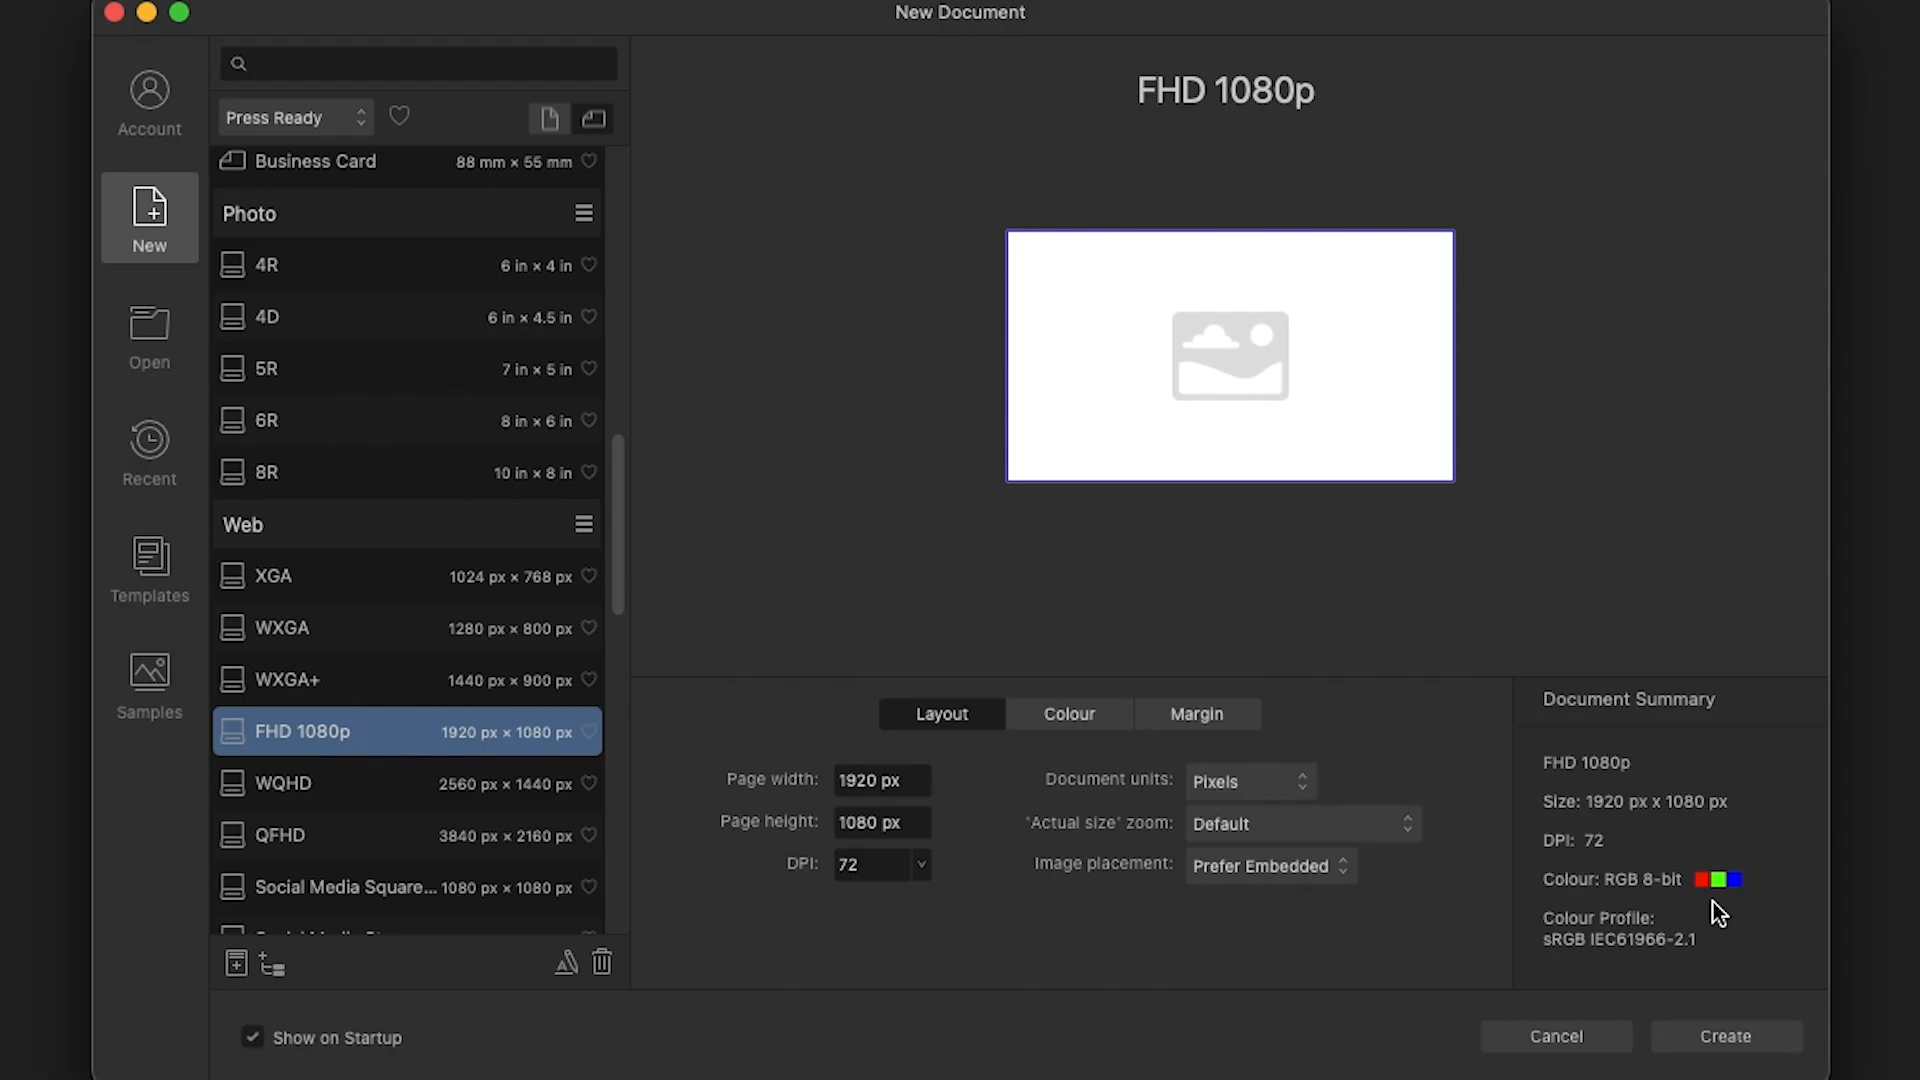 New Document
Account
New
Open
Recent
Templates
Samples
Press Ready
Business Card 88 mm × 55 mm
Photo
4R 6 in × 4 in
4D 6 in × 4.5 in
5R 7 in × 5 in
6R 8 in × 6 in
8R 10 in × 8 in
Web
XGA 1024 px × 768 px
WXGA 1280 px × 800 px
WXGA+ 1440 px × 900 px
FHD 1080p 1920 px × 1080 px
WQHD 2560 px × 1440 px
QFHD 3840 px × 2160 px
Social Media Square... 1080 px × 1080 px
Show on Startup
FHD 1080p
Layout Colour Margin
Page width: 1920 px
Page height: 1080 px
DPI: 72
Document units: Pixels
'Actual size' zoom: Default
Image placement: Prefer Embedded
Document Summary
FHD 1080p
Size: 1920 px x 1080 px
DPI: 72
Colour: RGB 8-bit
Colour Profile:
sRGB IEC61966-2.1
Cancel Create